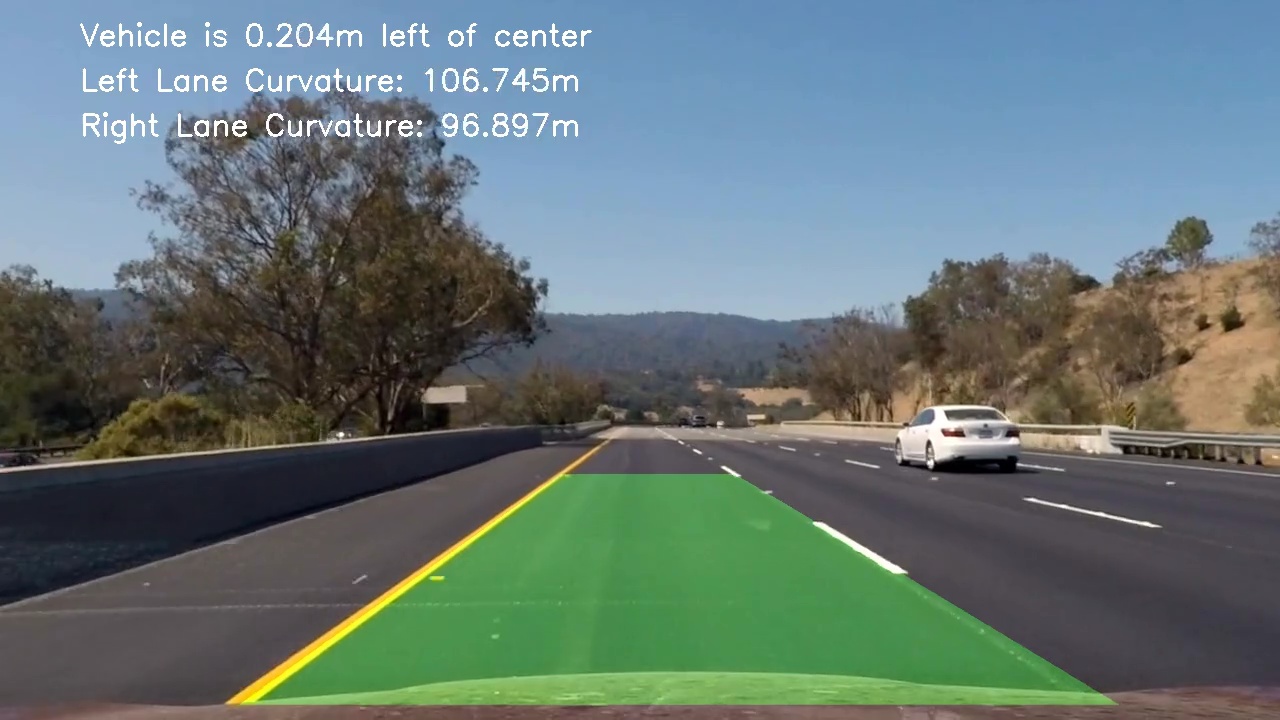 Vehicle is 0.204m left of center
Left Lane Curvature: 106.745m
Right Lane Curvature: 96.897m